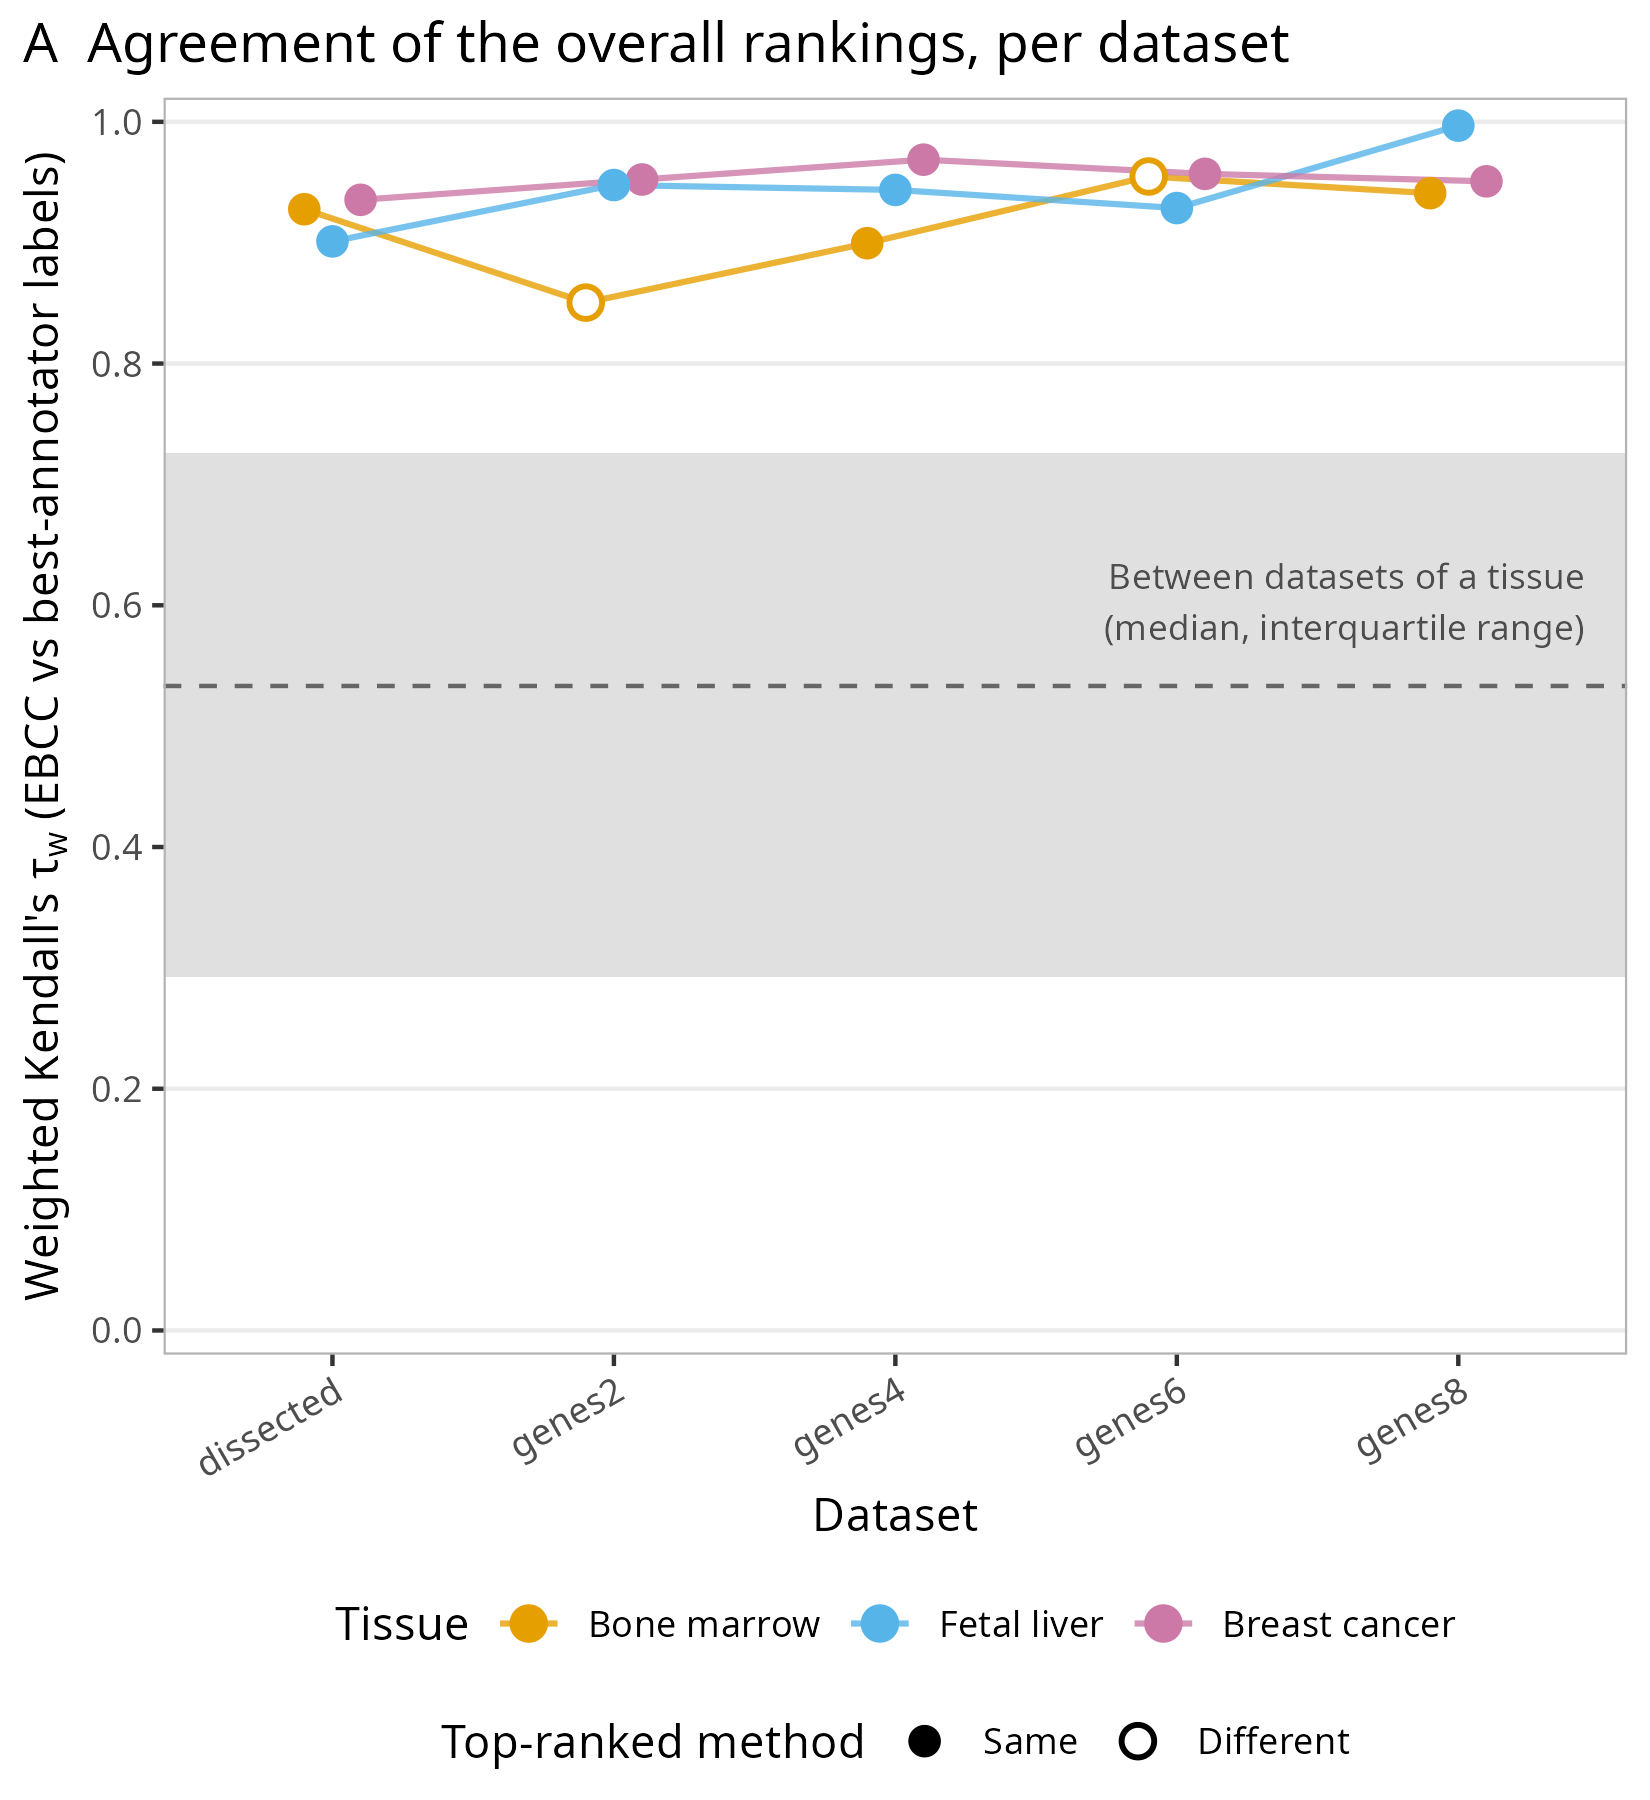 A Agreement of the overall rankings, per dataset
Weighted Kendall's τw (EBCC vs best-annotator labels)
1.0
0.8
0.6
0.4
0.2
0.0
Between datasets of a tissue
(median, interquartile range)
dissected
genes2
genes4
genes6
genes8
Dataset
Tissue Bone marrow Fetal liver Breast cancer
Top-ranked method Same Different